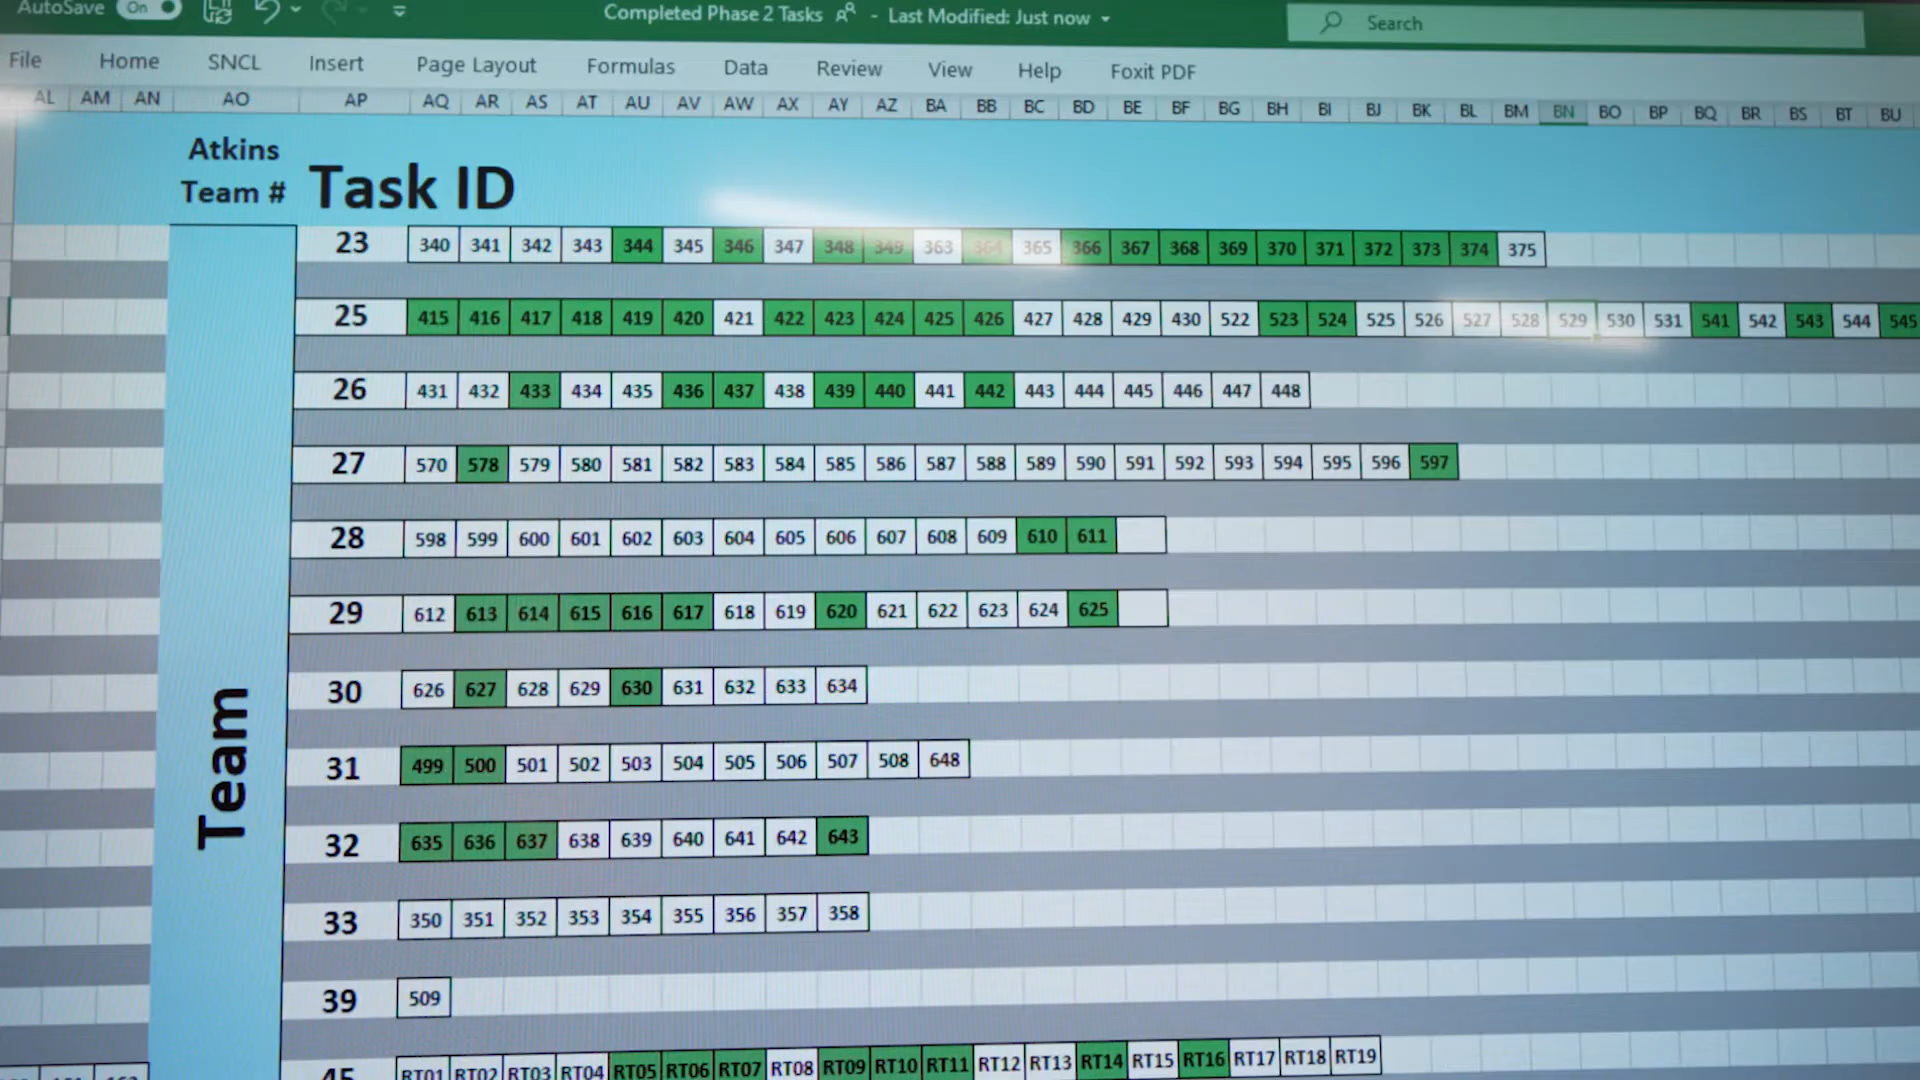 AutoSave On Completed Phase 2 Tasks - Last Modified: Just now Search
File Home SNCL Insert Page Layout Formulas Data Review View Help Foxit PDF
AL AM AN AO AP AQ AR AS AT AU AV AW AX AY AZ BA BB BC BD BE BF BG BH BI BJ BK BL BM BN BO BP BQ BR BS BT BU
Atkins
Team # Task ID
23 340 341 342 343 344 345 346 347 348 349 363 364 365 366 367 368 369 370 371 372 373 374 375
25 415 416 417 418 419 420 421 422 423 424 425 426 427 428 429 430 522 523 524 525 526 527 528 529 530 531 541 542 543 544 545
26 431 432 433 434 435 436 437 438 439 440 441 442 443 444 445 446 447 448
27 570 578 579 580 581 582 583 584 585 586 587 588 589 590 591 592 593 594 595 596 597
28 598 599 600 601 602 603 604 605 606 607 608 609 610 611
29 612 613 614 615 616 617 618 619 620 621 622 623 624 625
30 626 627 628 629 630 631 632 633 634
Team
31 499 500 501 502 503 504 505 506 507 508 648
32 635 636 637 638 639 640 641 642 643
33 350 351 352 353 354 355 356 357 358
39 509
45 RT01 RT02 RT03 RT04 RT05 RT06 RT07 RT08 RT09 RT10 RT11 RT12 RT13 RT14 RT15 RT16 RT17 RT18 RT19